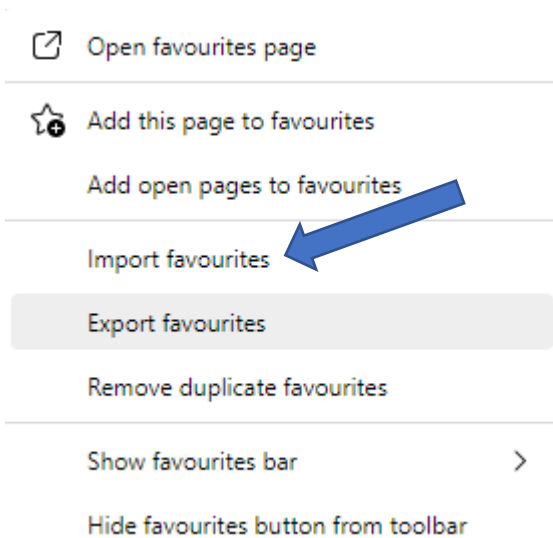 Open favourites page
Add this page to favourites
Add open pages to favourites
Import favourites
Export favourites
Remove duplicate favourites
Show favourites bar
Hide favourites button from toolbar